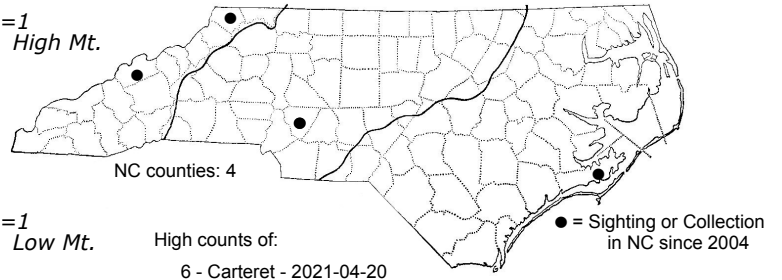 =1
High Mt.
NC counties: 4
=1
Low Mt.
High counts of:
6 - Carteret - 2021-04-20
● = Sighting or Collection
in NC since 2004